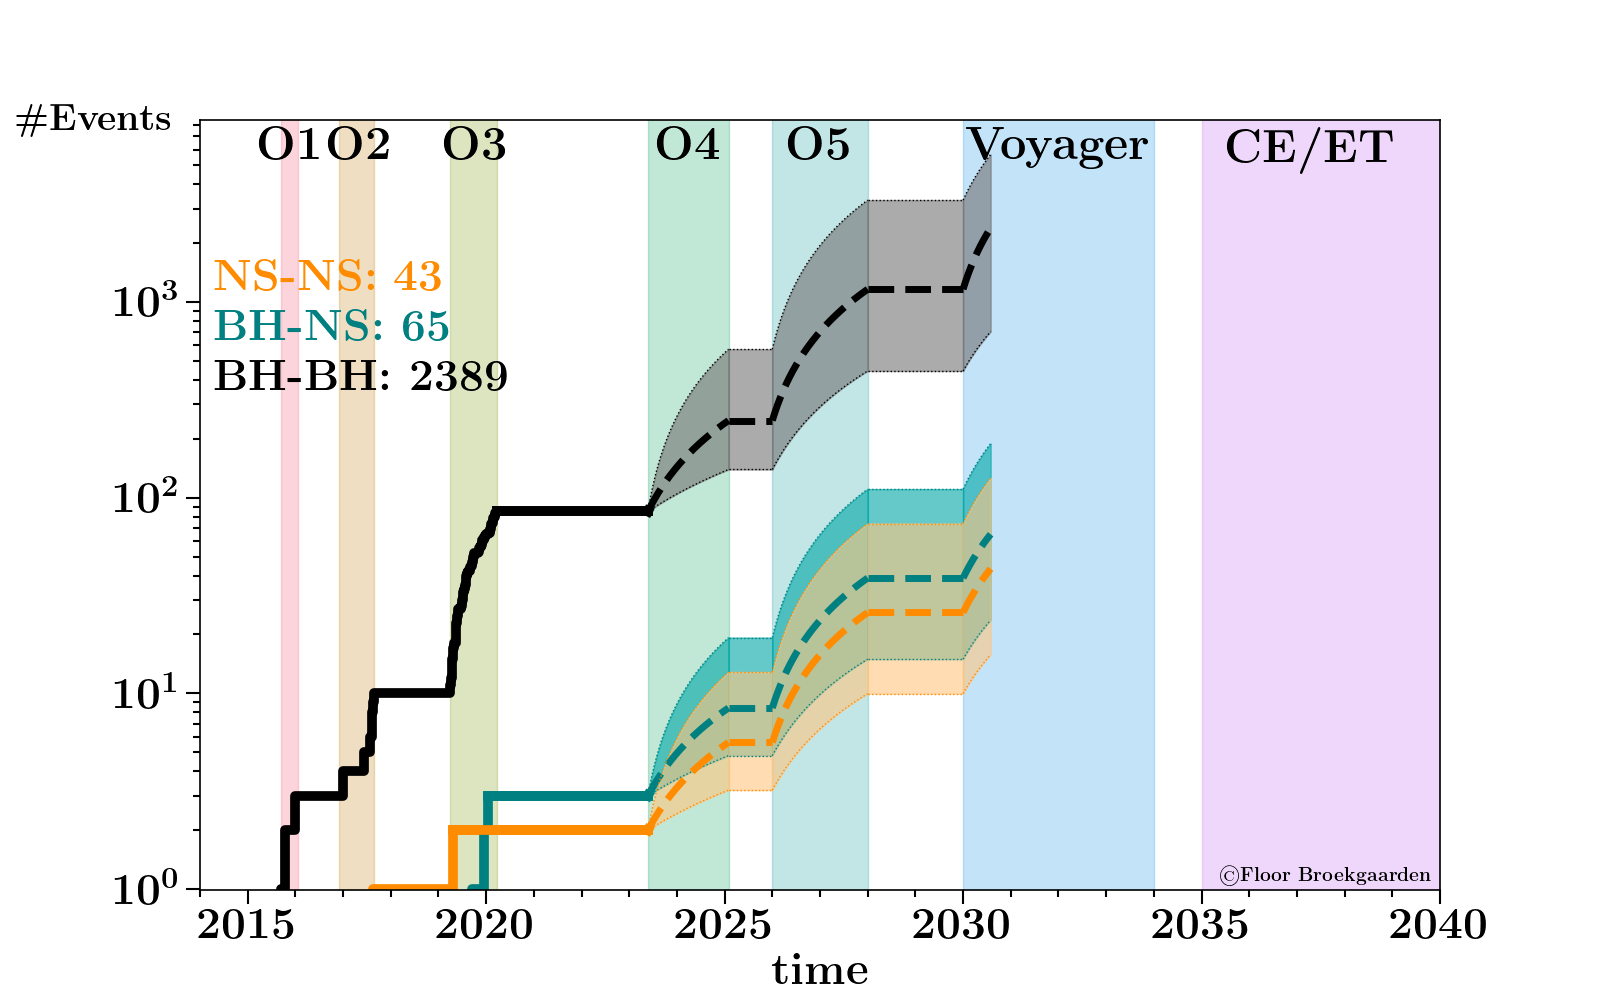 #Events
O1 O2 O3 O4 O5 Voyager CE/ET
NS-NS: 43
10³
BH-NS: 65
BH-BH: 2389
10²
10¹
©Floor Broekgaarden
10⁰
2015 2020 2025 2030 2035 2040
time